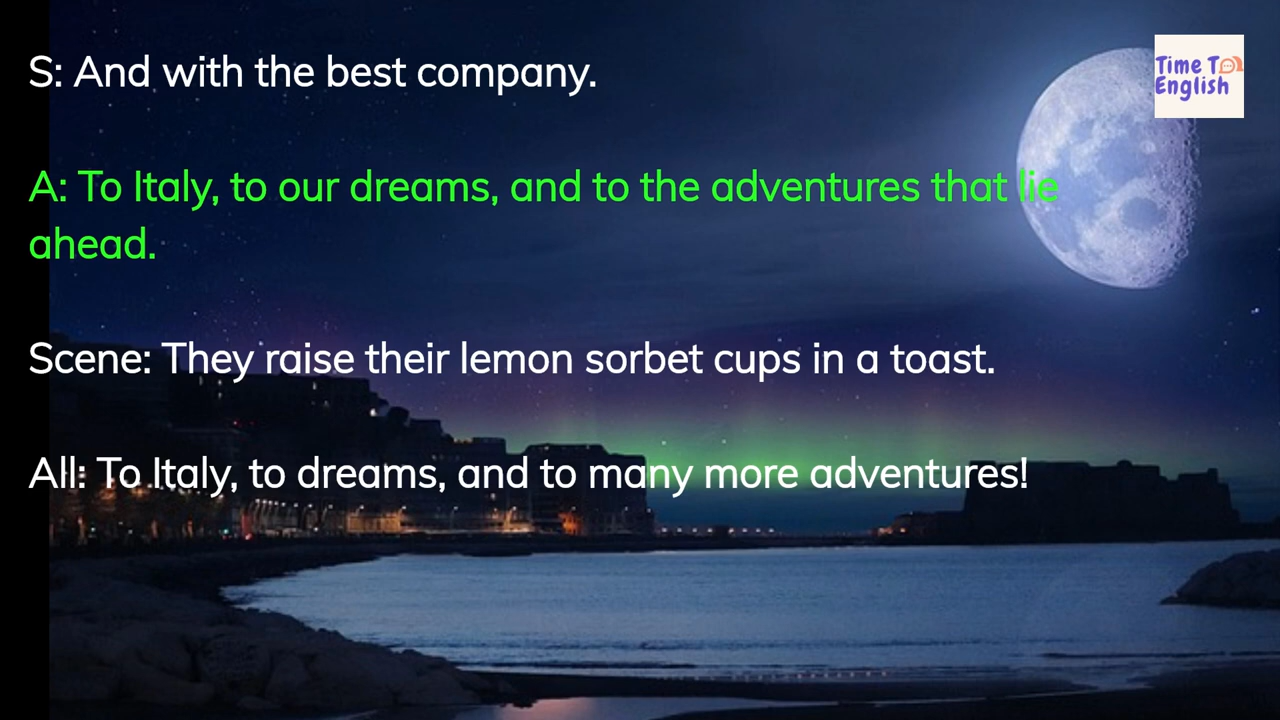 S: And with the best company.
Time To
English
A: To Italy, to our dreams, and to the adventures that lie
ahead.
Scene: They raise their lemon sorbet cups in a toast.
All: To Italy, to dreams, and to many more adventures!